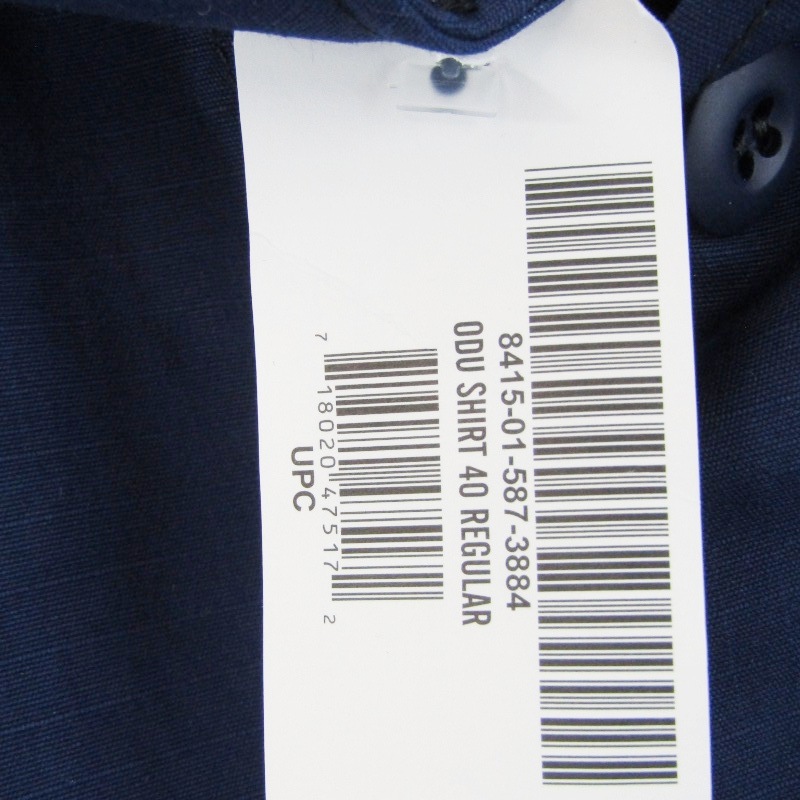 8415-01-587-3884
ODU SHIRT 40 REGULAR
7 18020 47517 2
UPC